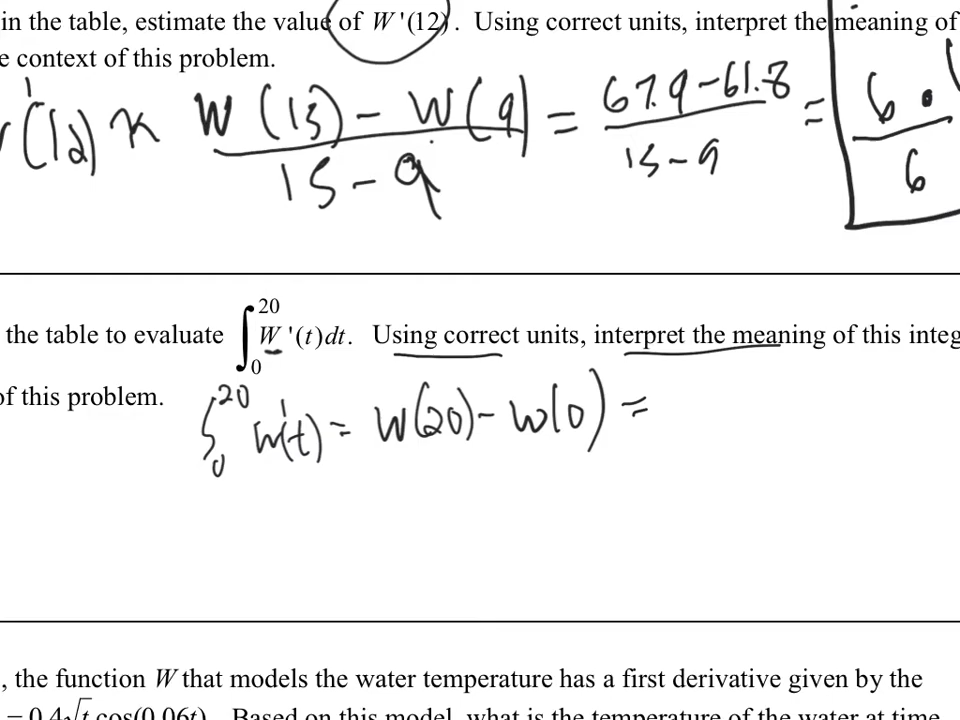 in the table, estimate the value of W '(12). Using correct units, interpret the meaning of
e context of this problem.
'(12) ≈ W(15) - W(9) / 15 - 9 = 67.9 - 61.8 / 15 - 9 = 6. / 6
the table to evaluate ∫₀²⁰ W '(t)dt. Using correct units, interpret the meaning of this integ
of this problem.
∫₀²⁰ W'(t) = W(20) - W(0) =
, the function W that models the water temperature has a first derivative given by the
= 0.4√t cos(0.06t). Based on this model, what is the temperature of the water at time